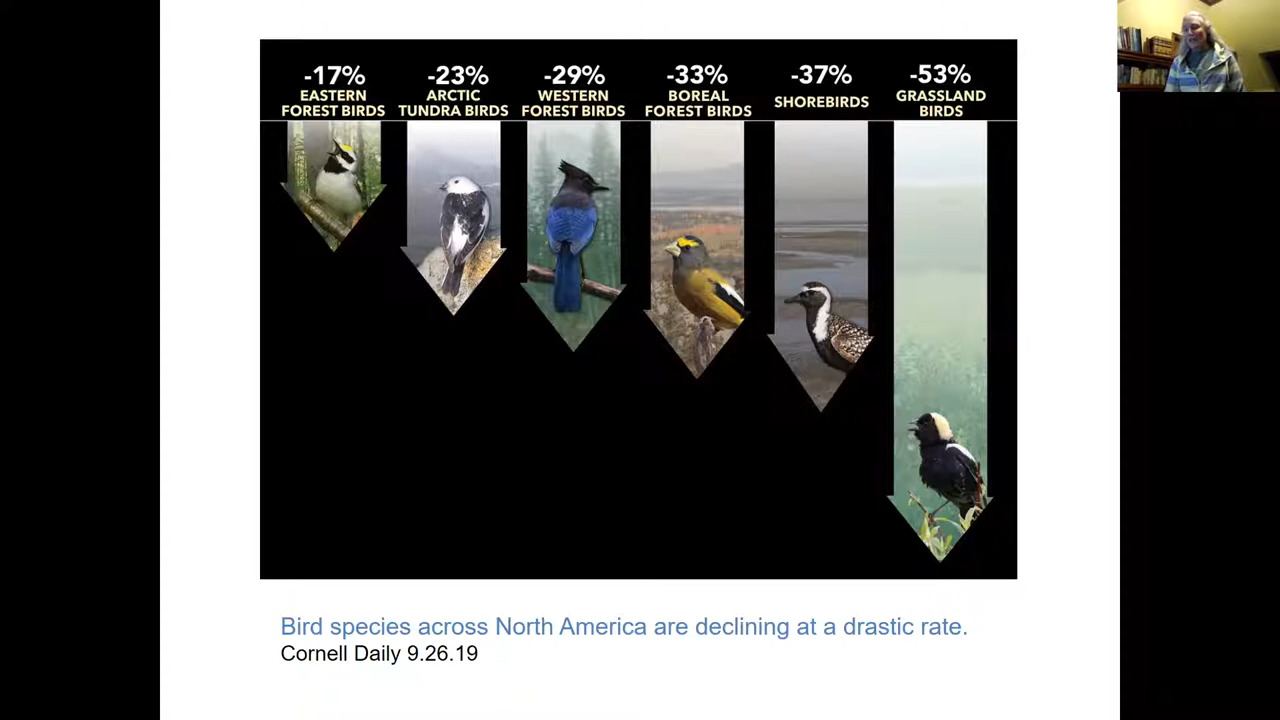 -17%
EASTERN
FOREST BIRDS
-23%
ARCTIC
TUNDRA BIRDS
-29%
WESTERN
FOREST BIRDS
-33%
BOREAL
FOREST BIRDS
-37%
SHOREBIRDS
-53%
GRASSLAND
BIRDS
Bird species across North America are declining at a drastic rate.
Cornell Daily 9.26.19